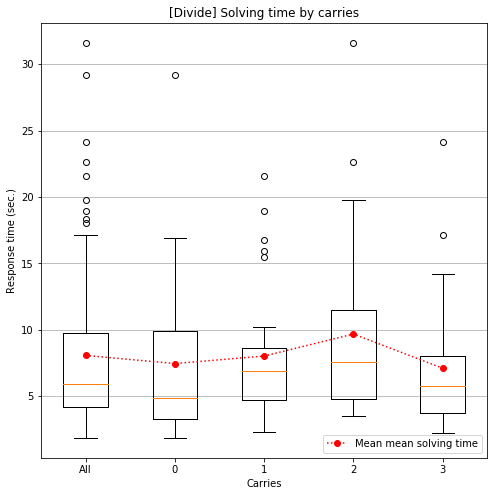 [Divide] Solving time by carries
Response time (sec.)
30
25
20
15
10
5
All 0 1 2 3
Carries
Mean mean solving time